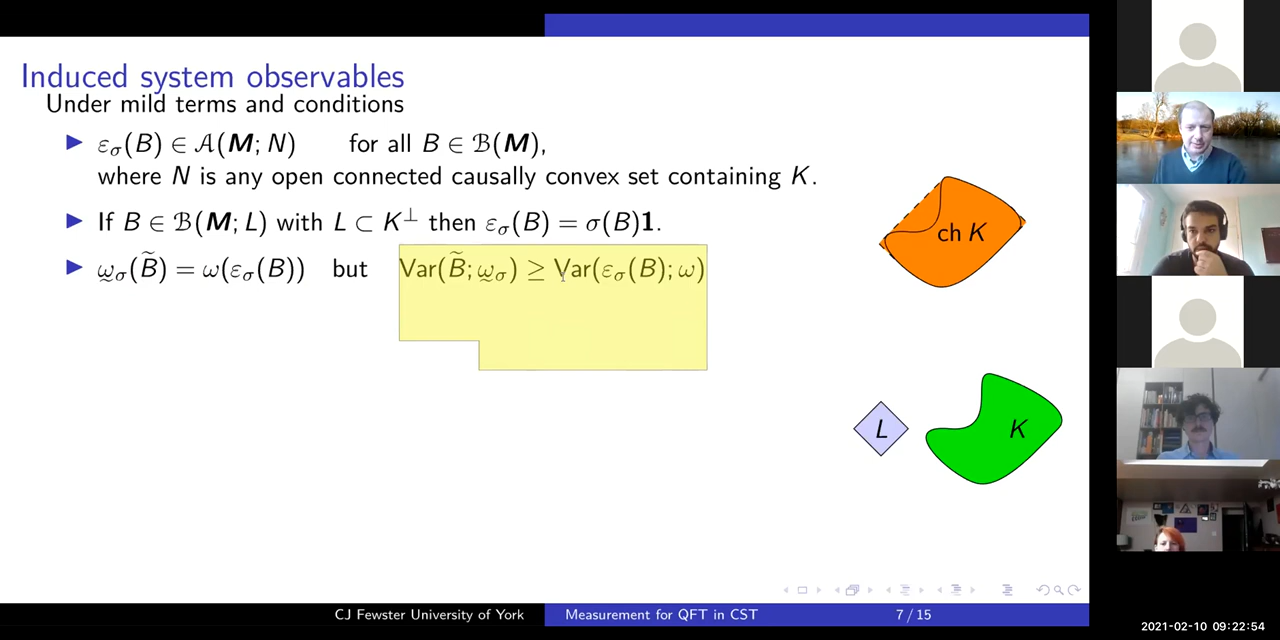 Induced system observables
Under mild terms and conditions
▶ ε_σ(B) ∈ 𝒜(𝑴; N) for all B ∈ ℬ(𝑴),
where N is any open connected causally convex set containing K.
▶ If B ∈ ℬ(𝑴; L) with L ⊂ K^⊥ then ε_σ(B) = σ(B)𝟏.
▶ ω̰_σ(B̃) = ω(ε_σ(B)) but Var(B̃; ω̰_σ) ≥ Var(ε_σ(B); ω)
ch K
L
K
CJ Fewster University of York
Measurement for QFT in CST
7 / 15
2021-02-10 09:22:54